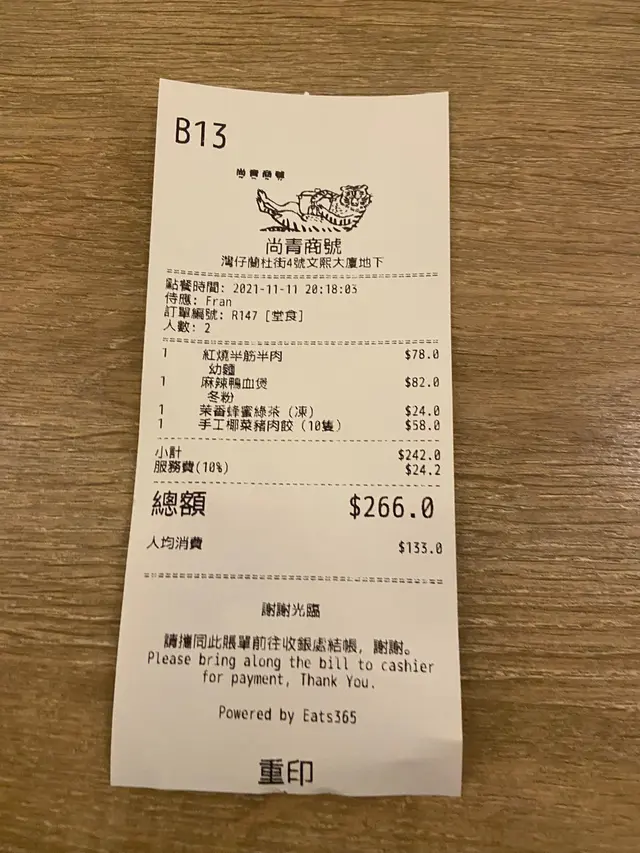 B13
尚青商號
尚青商號
灣仔蘭杜街4號文熙大廈地下
點餐時間: 2021-11-11 20:18:03
侍應: Fran
訂單編號: R147 [堂食]
人數: 2
1 紅燒半筋半肉 $78.0
幼麵
1 麻辣鴨血煲 $82.0
冬粉
1 茉香蜂蜜綠茶 (凍) $24.0
1 手工椰菜豬肉餃 (10隻) $58.0
小計 $242.0
服務費(10%) $24.2
總額 $266.0
人均消費 $133.0
謝謝光臨
請攜同此賬單前往收銀處結帳, 謝謝。
Please bring along the bill to cashier
for payment, Thank You.
Powered by Eats365
重印